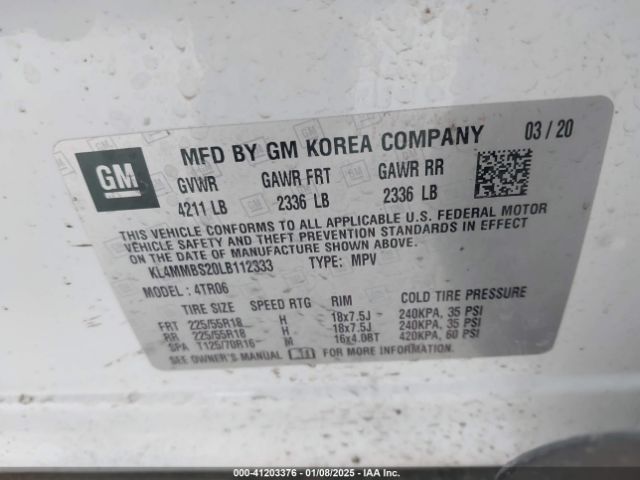 GM
MFD BY GM KOREA COMPANY 03/20
GVWR GAWR FRT GAWR RR
4211 LB 2336 LB 2336 LB
THIS VEHICLE CONFORMS TO ALL APPLICABLE U.S. FEDERAL MOTOR
VEHICLE SAFETY AND THEFT PREVENTION STANDARDS IN EFFECT
ON THE DATE OF MANUFACTURE SHOWN ABOVE.
KL4MMBS20LB112333 TYPE: MPV
MODEL: 4TR06
TIRE SIZE SPEED RTG RIM COLD TIRE PRESSURE
FRT 225/55R18 H 18x7.5J 240KPA, 35 PSI
RR 225/55R18 H 18x7.5J 240KPA, 35 PSI
SPA T125/70R16 M 16x4.0BT 420KPA, 60 PSI
SEE OWNER'S MANUAL FOR MORE INFORMATION.
000-41203376 - 01/08/2025 - IAA Inc.